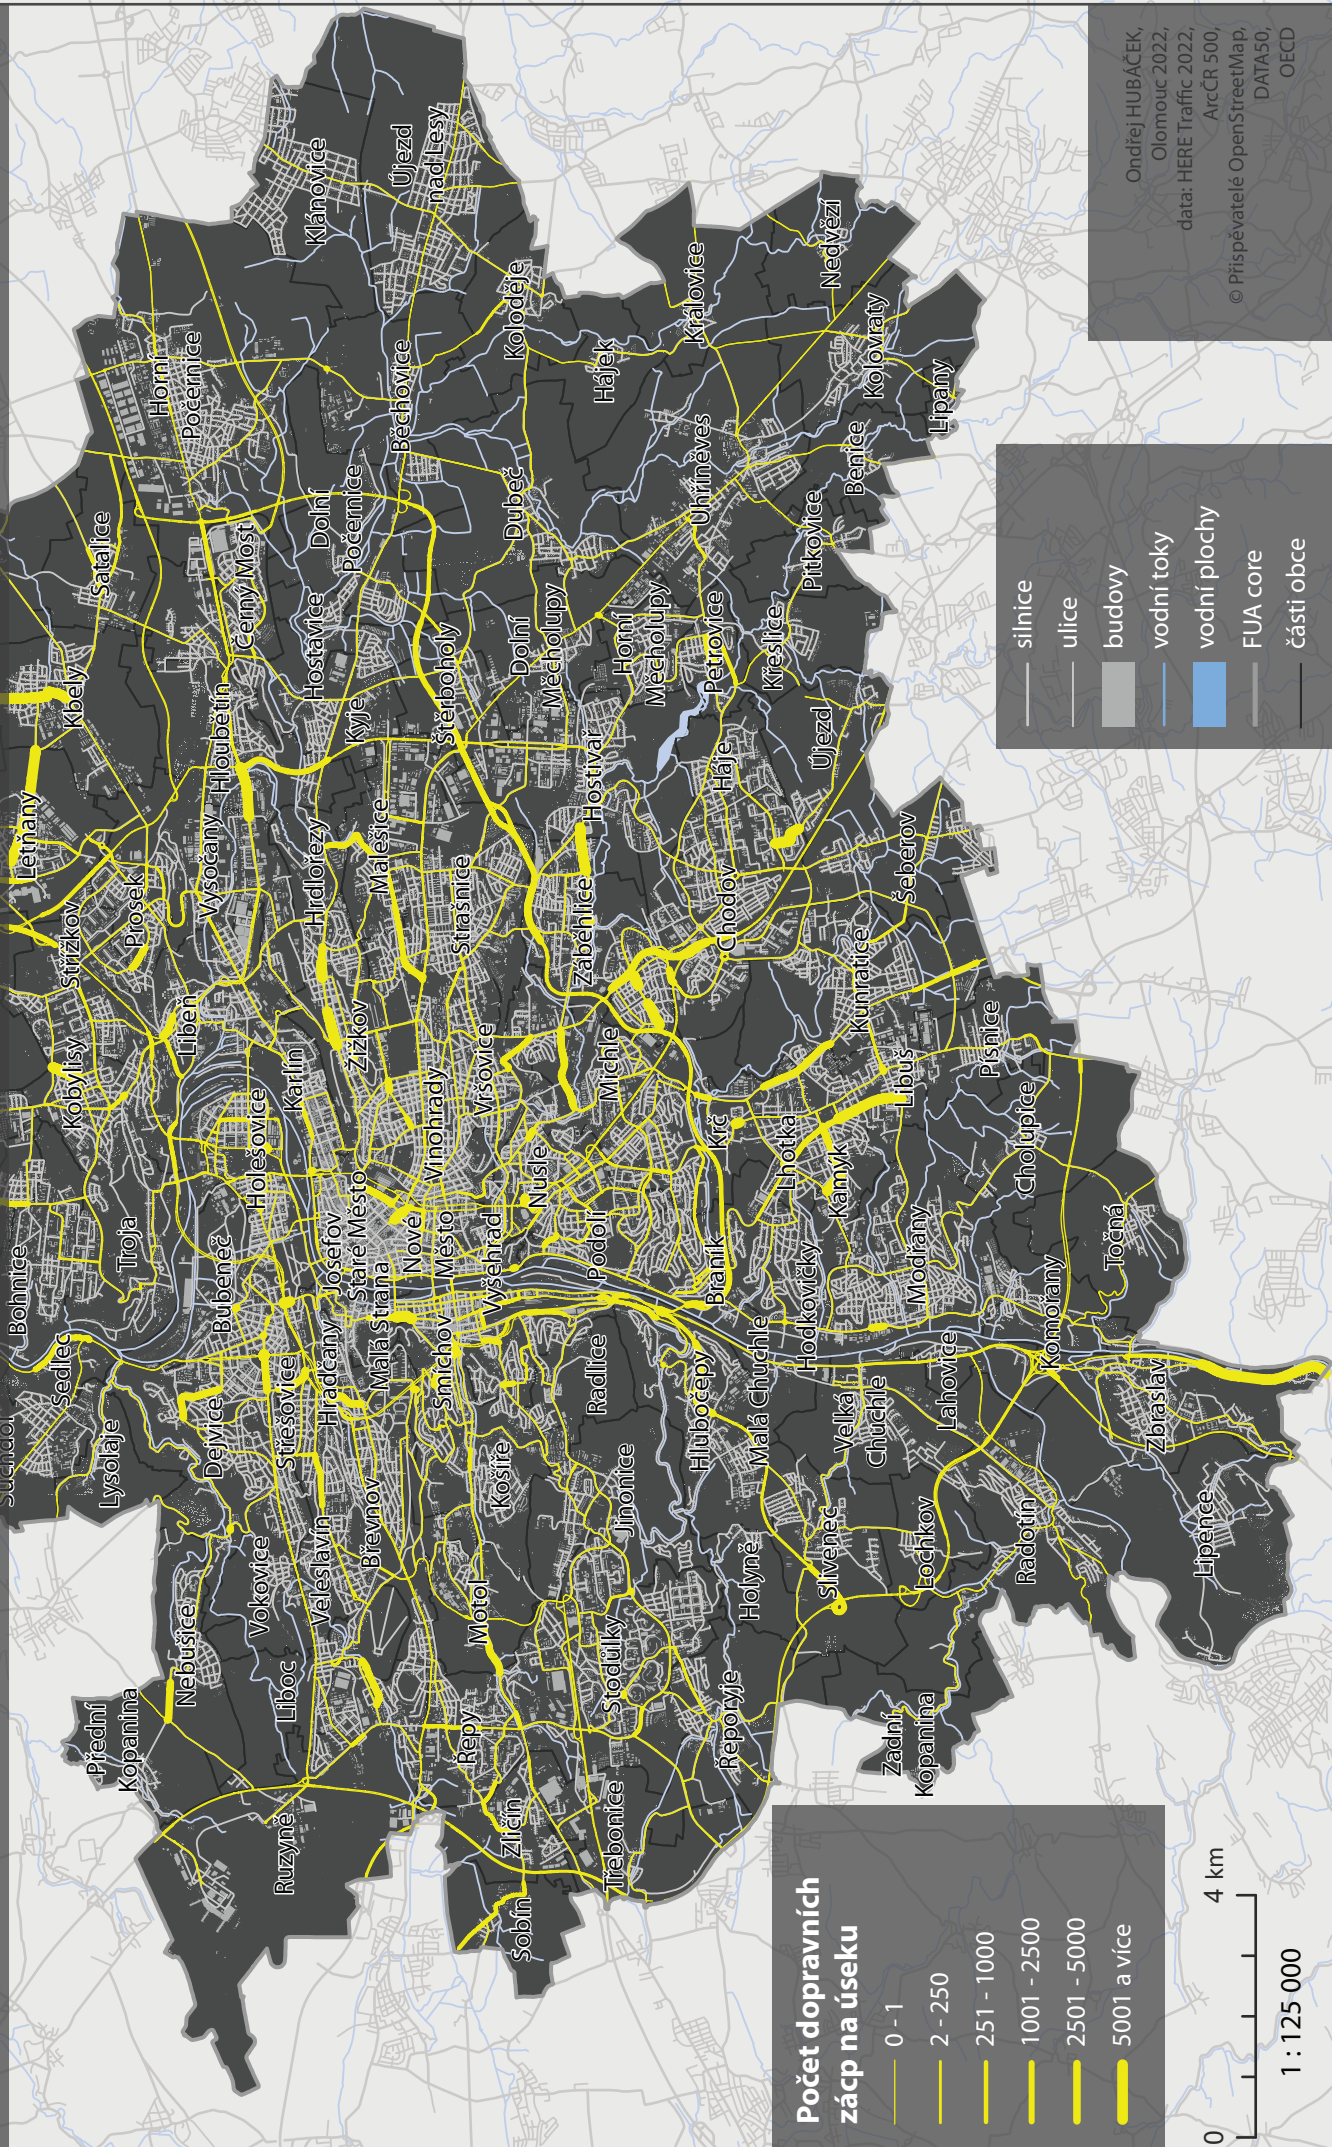 Bohnice
Letňany
Sedlec
Kobylisy
Střížkov
Kbely
Přední
Kopanina
Lysolaje
Troja
Prosek
Satalice
Nebušice
Dejvice
Bubeneč
Libeň
Vysočany
Hloubětín
Černý Most
Horní
Počernice
Ruzyně
Liboc
Vokovice
Střešovice
Holešovice
Karlín
Hrdlořezy
Hostavice
Dolní
Počernice
Klánovice
Veleslavín
Hradčany
Josefov
Staré Město
Žižkov
Kyje
Břevnov
Malá Strana
Malešice
Běchovice
Újezd
nad Lesy
Nové
Město
Vinohrady
Smíchov
Strašnice
Štěrboholy
Řepy
Motol
Košíře
Vyšehrad
Vršovice
Sobín
Zličín
Nusle
Dolní
Měcholupy
Dubeč
Koloděje
Třebonice
Stodůlky
Jinonice
Radlice
Podolí
Michle
Záběhlice
Hostivař
Horní
Měcholupy
Hájek
Řeporyje
Holyně
Hlubočepy
Malá Chuchle
Braník
Krč
Chodov
Háje
Petrovice
Uhříněves
Královice
Slivenec
Velká
Chuchle
Hodkovičky
Lhotka
Kamýk
Kunratice
Újezd
Křeslice
Pitkovice
Benice
Kolovraty
Nedvězí
Zadní
Kopanina
Lochkov
Lahovice
Modřany
Libuš
Šeberov
Lipany
Radotín
Komořany
Cholupice
Písnice
Lipence
Zbraslav
Točná
Počet dopravních
zácp na úseku
0 - 1
2 - 250
251 - 1000
1001 - 2500
2501 - 5000
5001 a více
0 4 km
1 : 125 000
silnice
ulice
budovy
vodní toky
vodní plochy
FUA core
části obce
Ondřej HUBÁČEK,
Olomouc 2022,
data: HERE Traffic 2022,
ArcČR 500,
© Přispěvatelé OpenStreetMap,
DATA50,
OECD